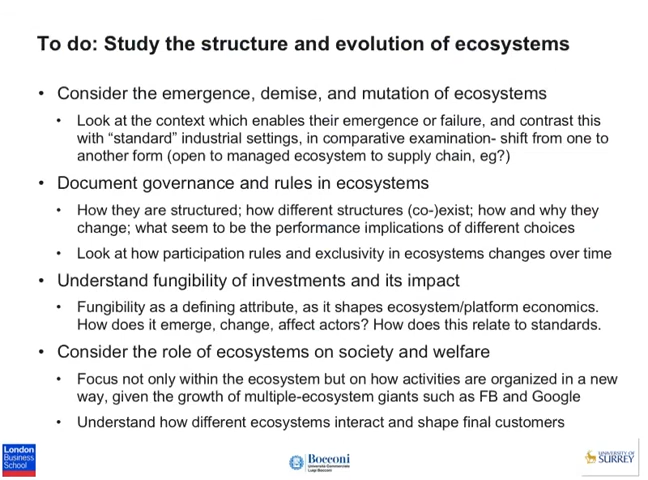 To do: Study the structure and evolution of ecosystems
• Consider the emergence, demise, and mutation of ecosystems
• Look at the context which enables their emergence or failure, and contrast this
with “standard” industrial settings, in comparative examination- shift from one to
another form (open to managed ecosystem to supply chain, eg?)
• Document governance and rules in ecosystems
• How they are structured; how different structures (co-)exist; how and why they
change; what seem to be the performance implications of different choices
• Look at how participation rules and exclusivity in ecosystems changes over time
• Understand fungibility of investments and its impact
• Fungibility as a defining attribute, as it shapes ecosystem/platform economics.
How does it emerge, change, affect actors? How does this relate to standards.
• Consider the role of ecosystems on society and welfare
• Focus not only within the ecosystem but on how activities are organized in a new
way, given the growth of multiple-ecosystem giants such as FB and Google
• Understand how different ecosystems interact and shape final customers
London
Business
School
Bocconi
Università Commerciale
Luigi Bocconi
UNIVERSITY OF
SURREY